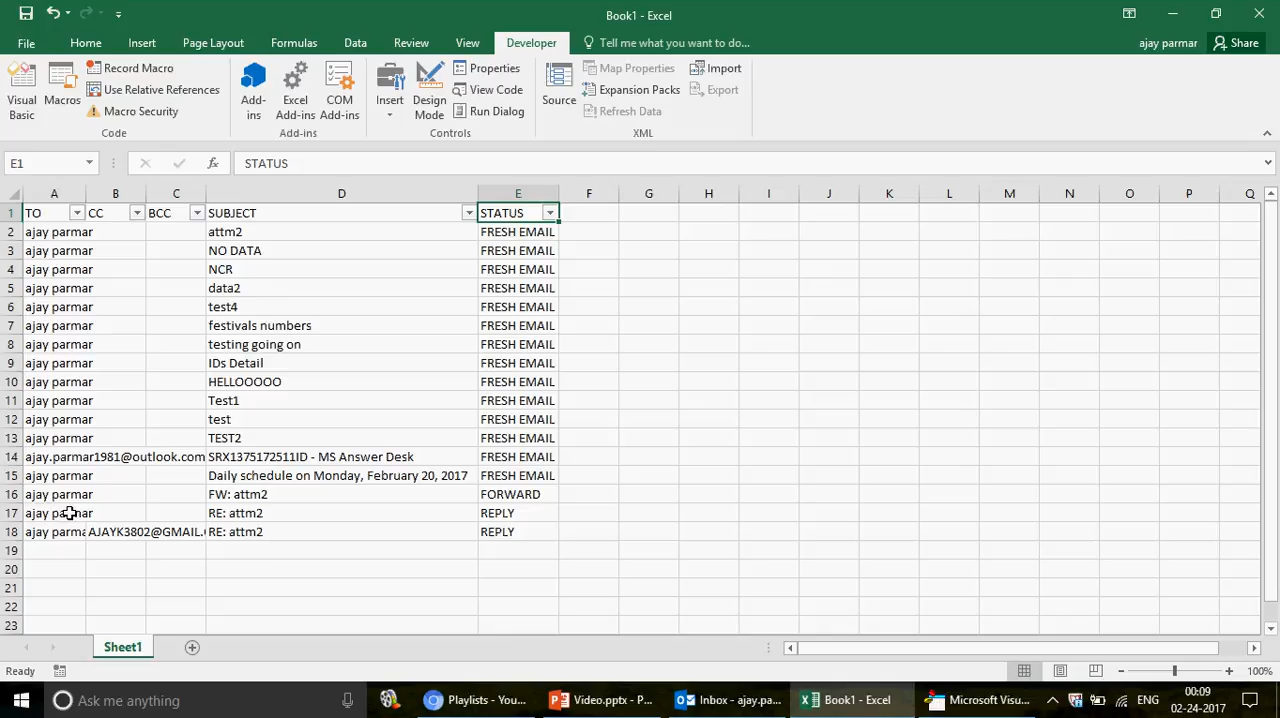 Book1 - Excel
File Home Insert Page Layout Formulas Data Review View Developer Tell me what you want to do... ajay parmar Share
Visual Basic
Macros
Record Macro
Use Relative References
Macro Security
Code
Add-ins
Excel Add-ins
COM Add-ins
Add-ins
Insert
Design Mode
Properties
View Code
Run Dialog
Controls
Source
Map Properties
Expansion Packs
Refresh Data
Import
Export
XML
E1 fx STATUS
A B C D E F G H I J K L M N O P Q
1 TO CC BCC SUBJECT STATUS
2 ajay parmar attm2 FRESH EMAIL
3 ajay parmar NO DATA FRESH EMAIL
4 ajay parmar NCR FRESH EMAIL
5 ajay parmar data2 FRESH EMAIL
6 ajay parmar test4 FRESH EMAIL
7 ajay parmar festivals numbers FRESH EMAIL
8 ajay parmar testing going on FRESH EMAIL
9 ajay parmar IDs Detail FRESH EMAIL
10 ajay parmar HELLOOOOO FRESH EMAIL
11 ajay parmar Test1 FRESH EMAIL
12 ajay parmar test FRESH EMAIL
13 ajay parmar TEST2 FRESH EMAIL
14 ajay.parmar1981@outlook.com SRX1375172511ID - MS Answer Desk FRESH EMAIL
15 ajay parmar Daily schedule on Monday, February 20, 2017 FRESH EMAIL
16 ajay parmar FW: attm2 FORWARD
17 ajay parmar RE: attm2 REPLY
18 ajay parma AJAYK3802@GMAIL. RE: attm2 REPLY
19
20
21
22
23
Sheet1
Ready 100%
Ask me anything Playlists - You... Video.pptx - P... Inbox - ajay.pa... Book1 - Excel Microsoft Visu... ENG 00:09
02-24-2017